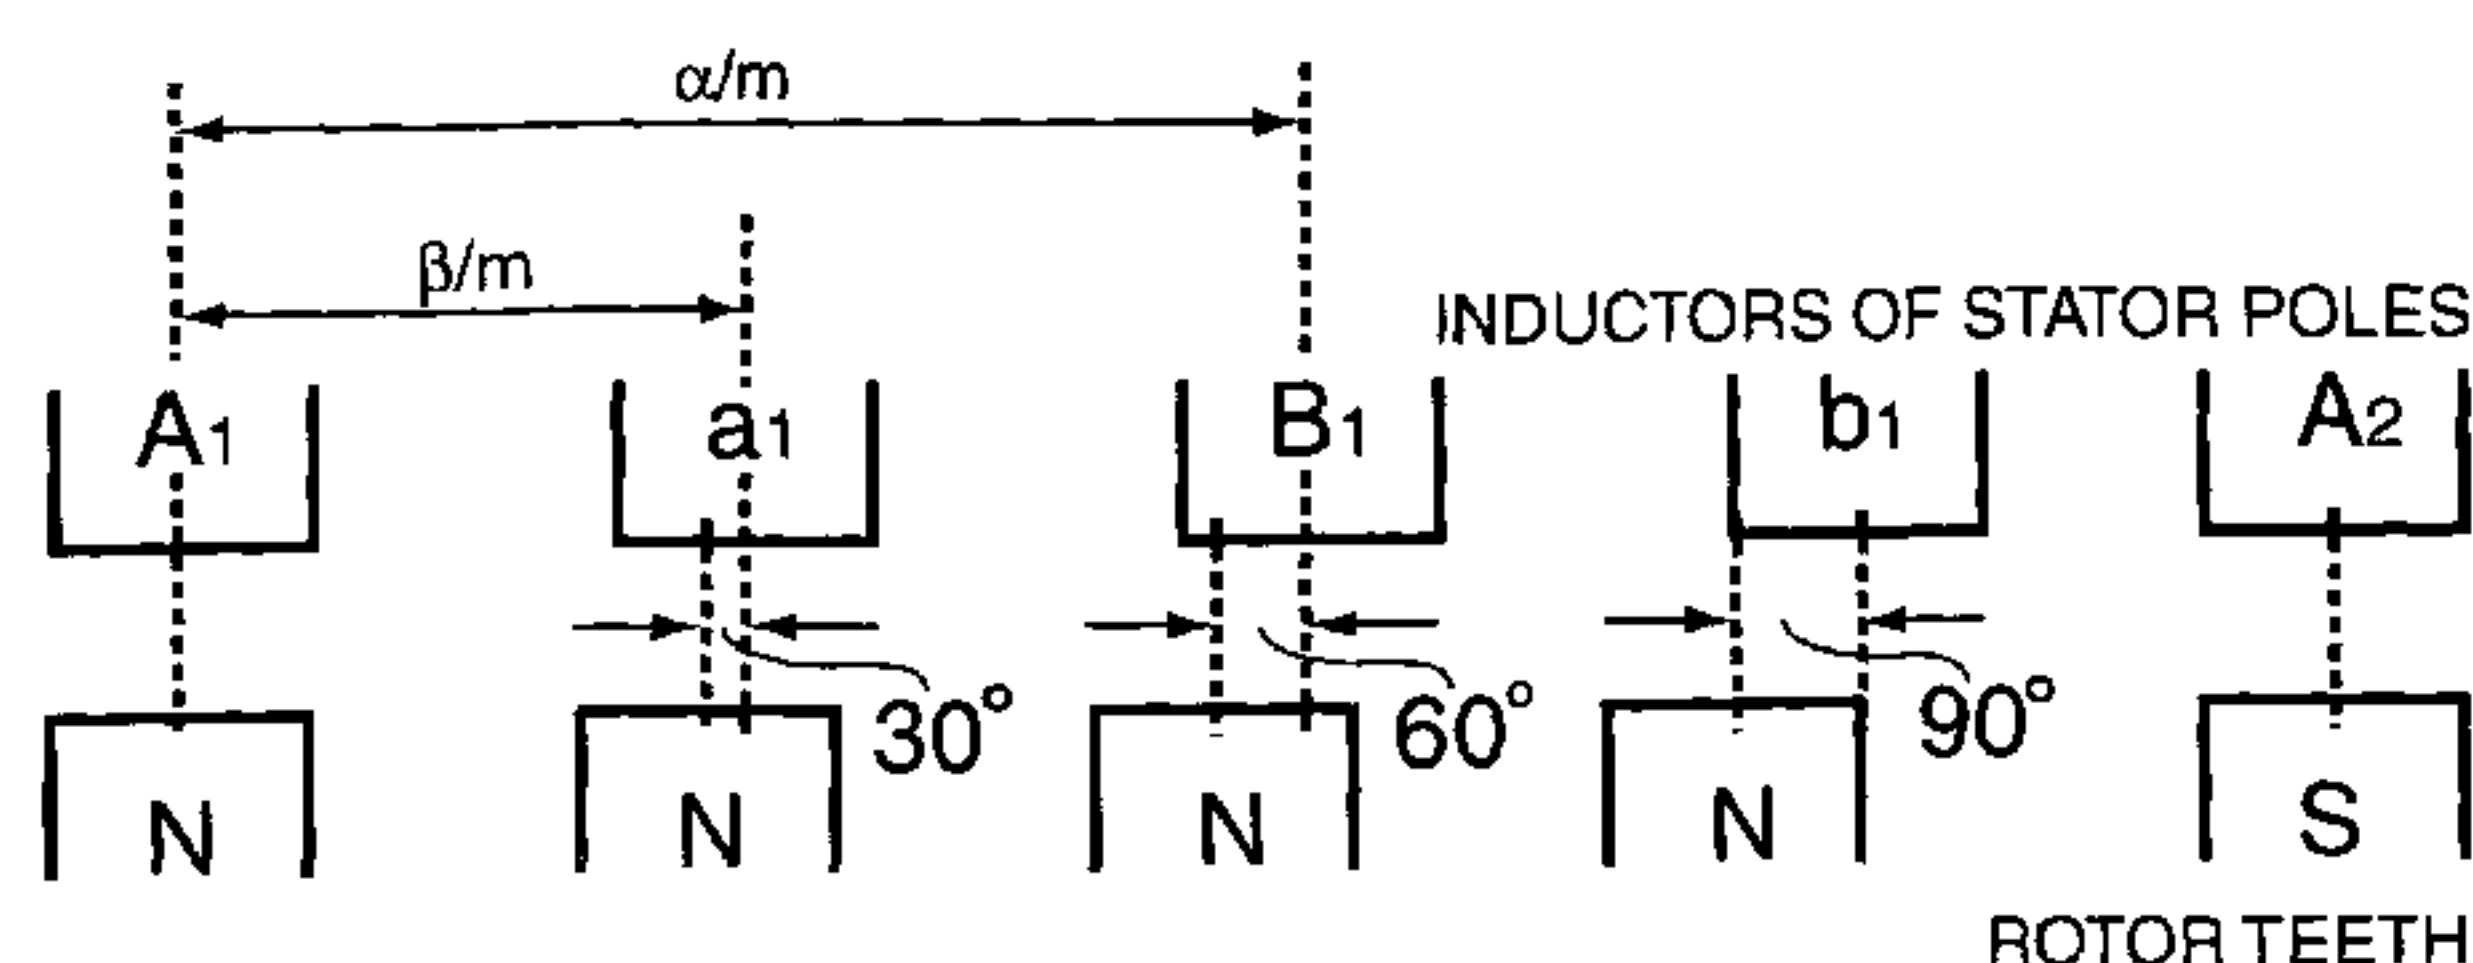 α/m
β/m
INDUCTORS OF STATOR POLES
A1 a1 B1 b1 A2
30° 60° 90°
N N N N S
ROTOR TEETH